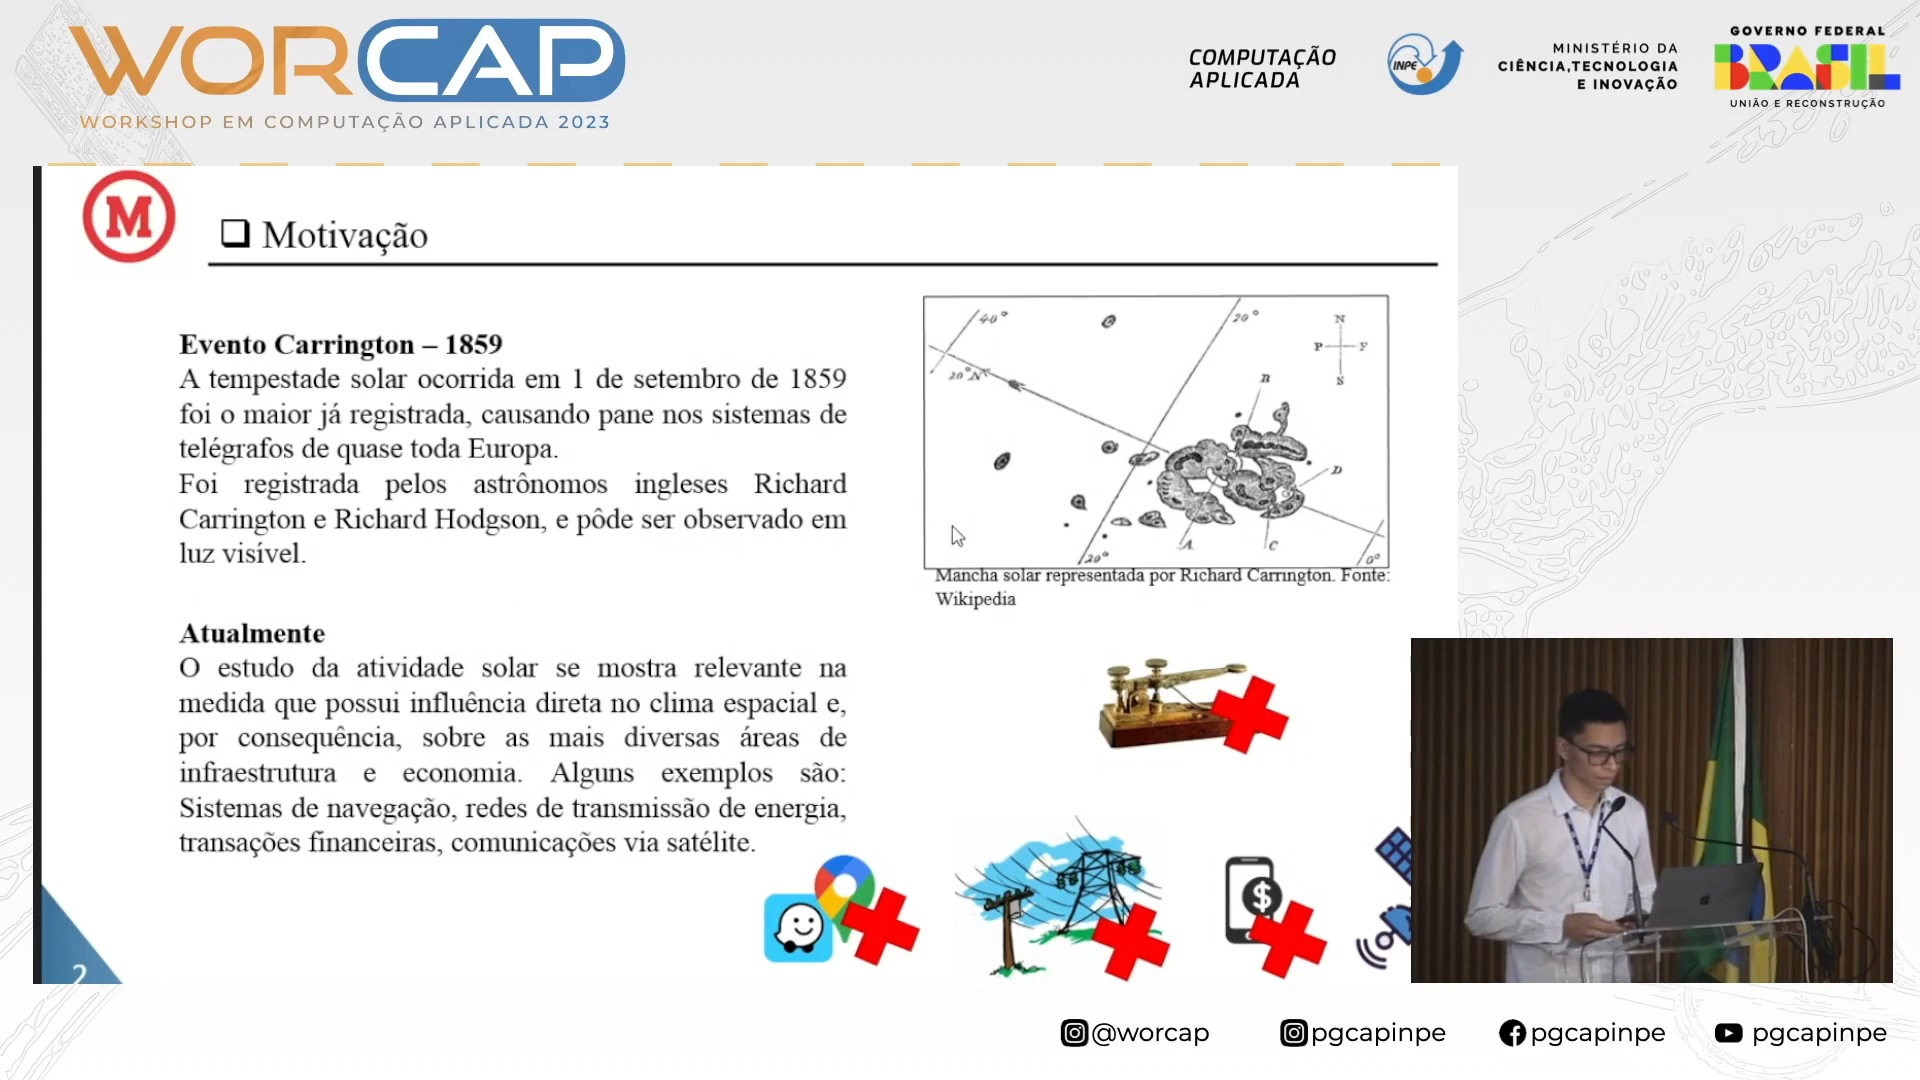 WORCAP
WORKSHOP EM COMPUTAÇÃO APLICADA 2023
COMPUTAÇÃO
APLICADA
INPE
MINISTÉRIO DA
CIÊNCIA,TECNOLOGIA
E INOVAÇÃO
GOVERNO FEDERAL
BRASIL
UNIÃO E RECONSTRUÇÃO
M
Motivação
Evento Carrington – 1859
A tempestade solar ocorrida em 1 de setembro de 1859
foi o maior já registrada, causando pane nos sistemas de
telégrafos de quase toda Europa.
Foi registrada pelos astrônomos ingleses Richard
Carrington e Richard Hodgson, e pôde ser observado em
luz visível.
40°
20°
N
P F
S
20°N
B
D
A
C
20°
0°
Mancha solar representada por Richard Carrington. Fonte:
Wikipedia
Atualmente
O estudo da atividade solar se mostra relevante na
medida que possui influência direta no clima espacial e,
por consequência, sobre as mais diversas áreas de
infraestrutura e economia. Alguns exemplos são:
Sistemas de navegação, redes de transmissão de energia,
transações financeiras, comunicações via satélite.
$
2
@worcap
pgcapinpe
pgcapinpe
pgcapinpe